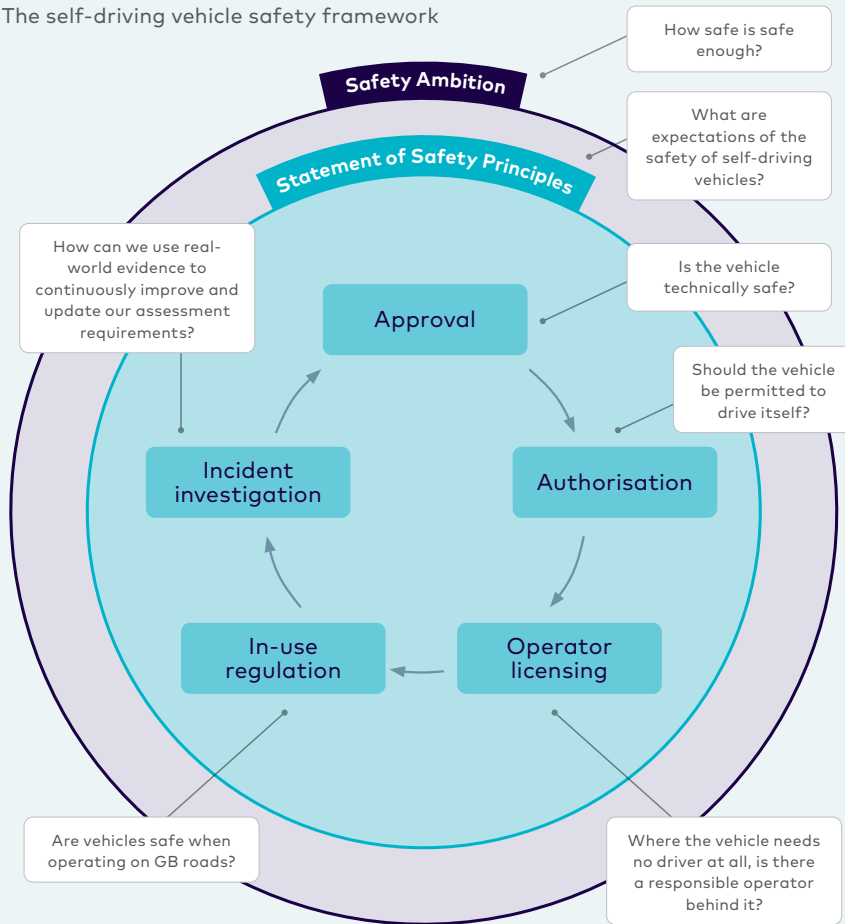 The self-driving vehicle safety framework
How safe is safe
enough?
Safety Ambition
What are
expectations of the
safety of self-driving
vehicles?
Statement of Safety Principles
How can we use real-
world evidence to
continuously improve and
update our assessment
requirements?
Is the vehicle
technically safe?
Approval
Should the vehicle
be permitted to
drive itself?
Incident
investigation
Authorisation
In-use
regulation
Operator
licensing
Are vehicles safe when
operating on GB roads?
Where the vehicle needs
no driver at all, is there
a responsible operator
behind it?